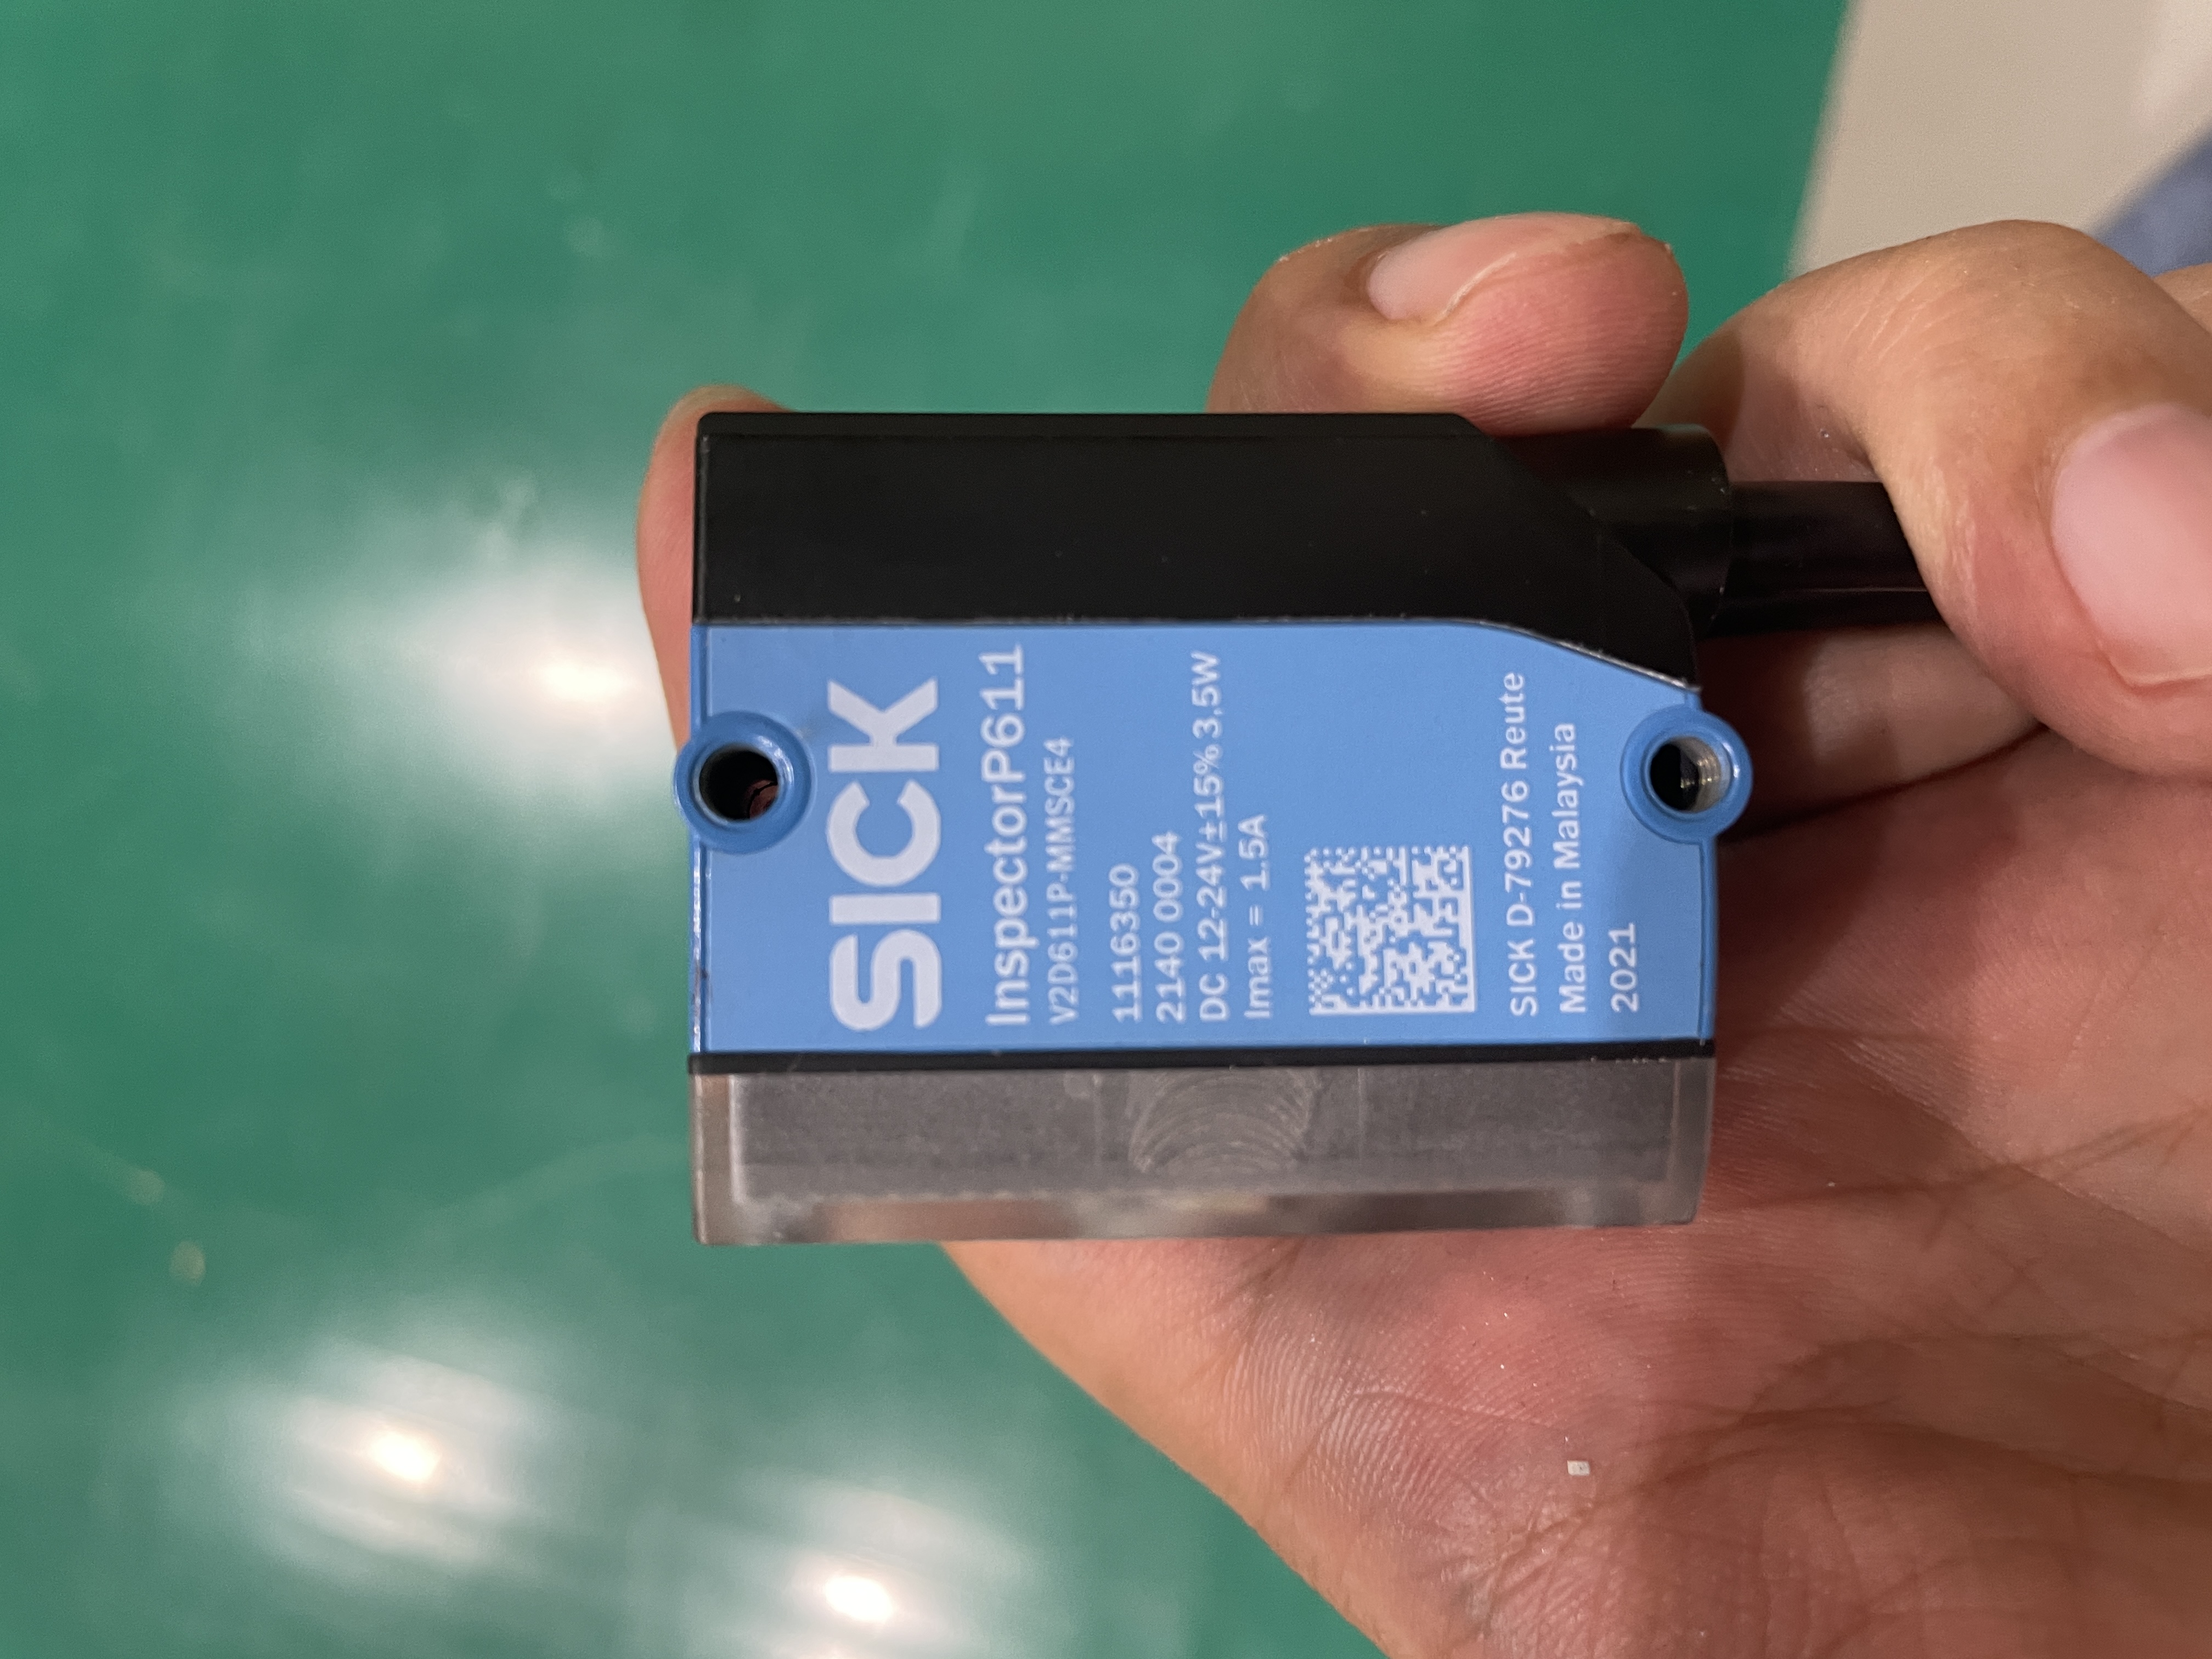 SICK
InspectorP611
V2D611P-MMSCE4
1116350
2140 0004
DC 12-24V±15% 3,5W
Imax = 1.5A
SICK D-79276 Reute
Made in Malaysia
2021